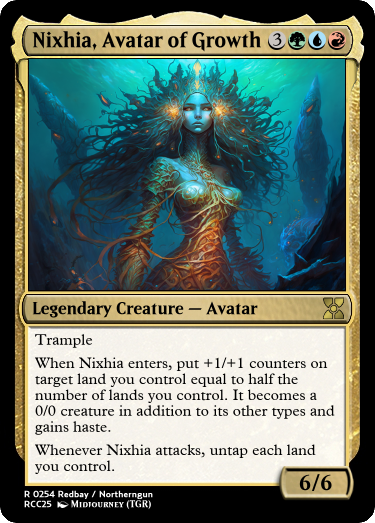 Nixhia, Avatar of Growth 3
Legendary Creature — Avatar
Trample
When Nixhia enters, put +1/+1 counters on
target land you control equal to half the
number of lands you control. It becomes a
0/0 creature in addition to its other types and
gains haste.
Whenever Nixhia attacks, untap each land
you control.
6/6
R 0254 Redbay / Northerngun
RCC25 Midjourney (TGR)